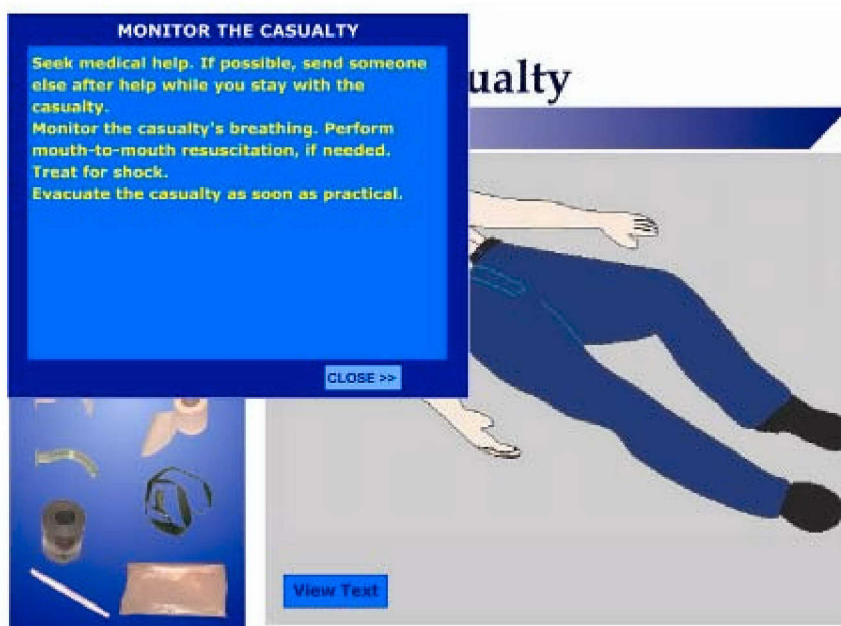 MONITOR THE CASUALTY
Seek medical help. If possible, send someone
else after help while you stay with the
casualty.
Monitor the casualty's breathing. Perform
mouth-to-mouth resuscitation, if needed.
Treat for shock.
Evacuate the casualty as soon as practical.
CLOSE >>
ualty
View Text